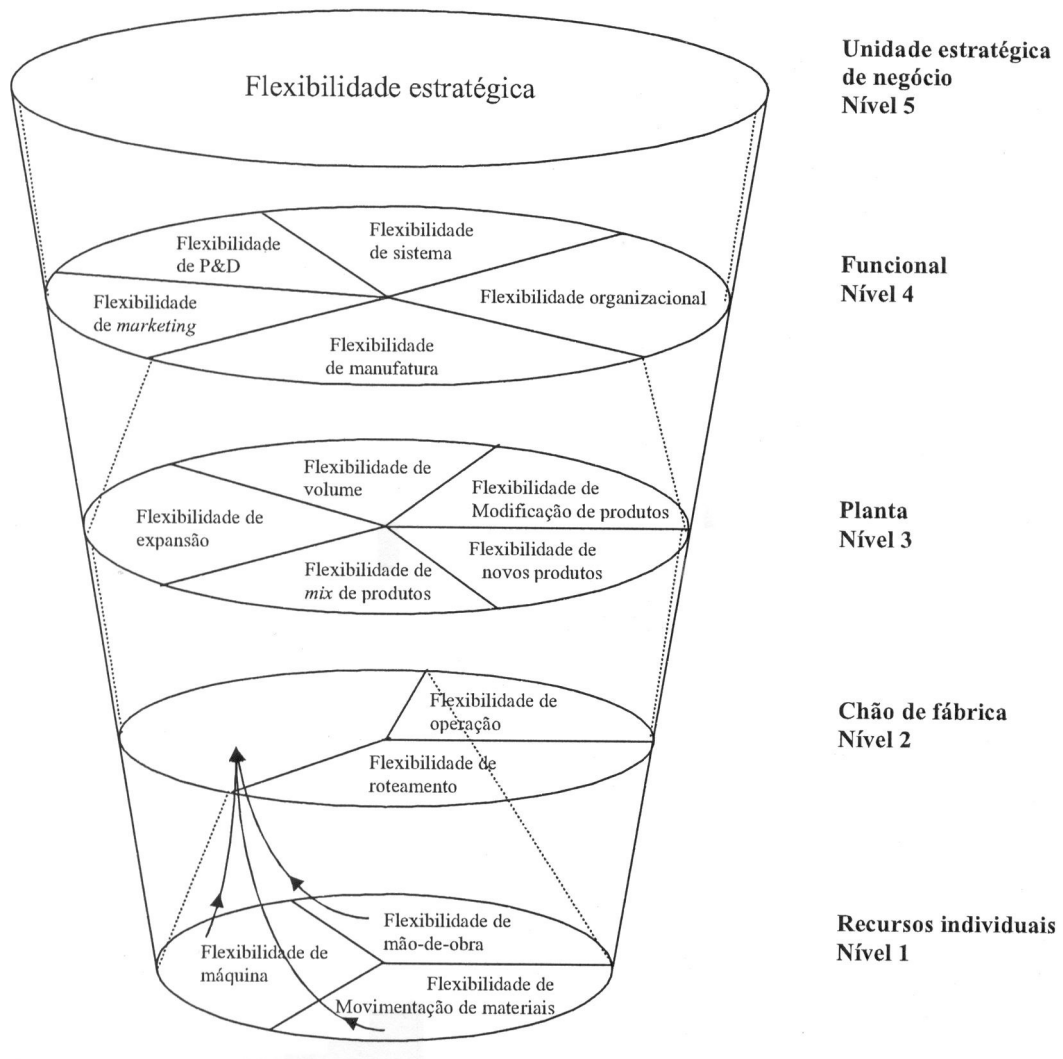 Flexibilidade estratégica
Unidade estratégica
de negócio
Nível 5
Flexibilidade
de P&D
Flexibilidade
de sistema
Flexibilidade
de marketing
Flexibilidade organizacional
Flexibilidade
de manufatura
Funcional
Nível 4
Flexibilidade de
volume
Flexibilidade de
Modificação de produtos
Flexibilidade de
expansão
Flexibilidade de
novos produtos
Flexibilidade de
mix de produtos
Planta
Nível 3
Flexibilidade de
operação
Flexibilidade de
roteamento
Chão de fábrica
Nível 2
Flexibilidade de
mão-de-obra
Flexibilidade de
máquina
Flexibilidade de
Movimentação de materiais
Recursos individuais
Nível 1